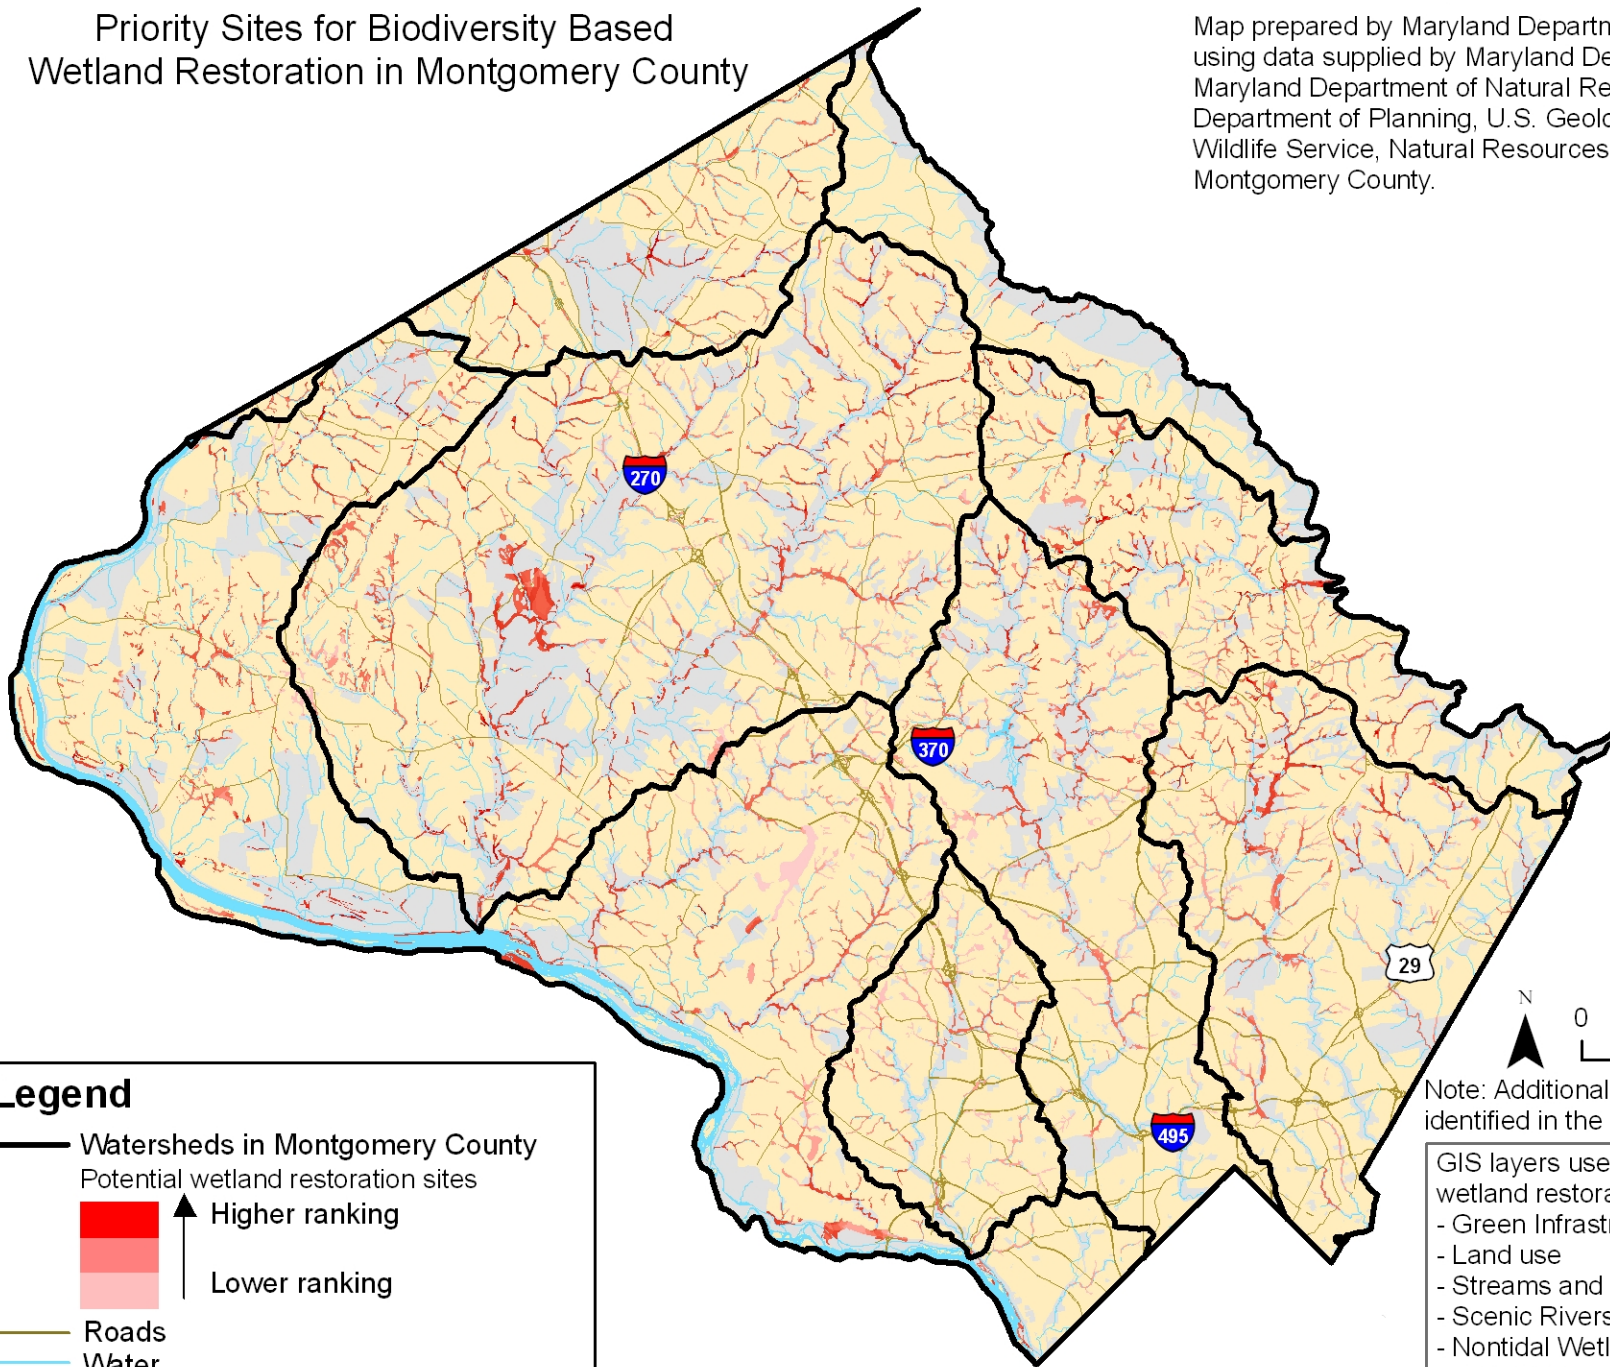 Priority Sites for Biodiversity Based
Wetland Restoration in Montgomery County
Map prepared by Maryland Departm
using data supplied by Maryland De
Maryland Department of Natural Re
Department of Planning, U.S. Geolo
Wildlife Service, Natural Resources
Montgomery County.
270
370
29
495
N
0
Note: Additional
identified in the
GIS layers use
wetland restora
- Green Infrast
- Land use
- Streams and
- Scenic Rivers
- Nontidal Wetl
Legend
Watersheds in Montgomery County
Potential wetland restoration sites
Higher ranking
Lower ranking
Roads
Water